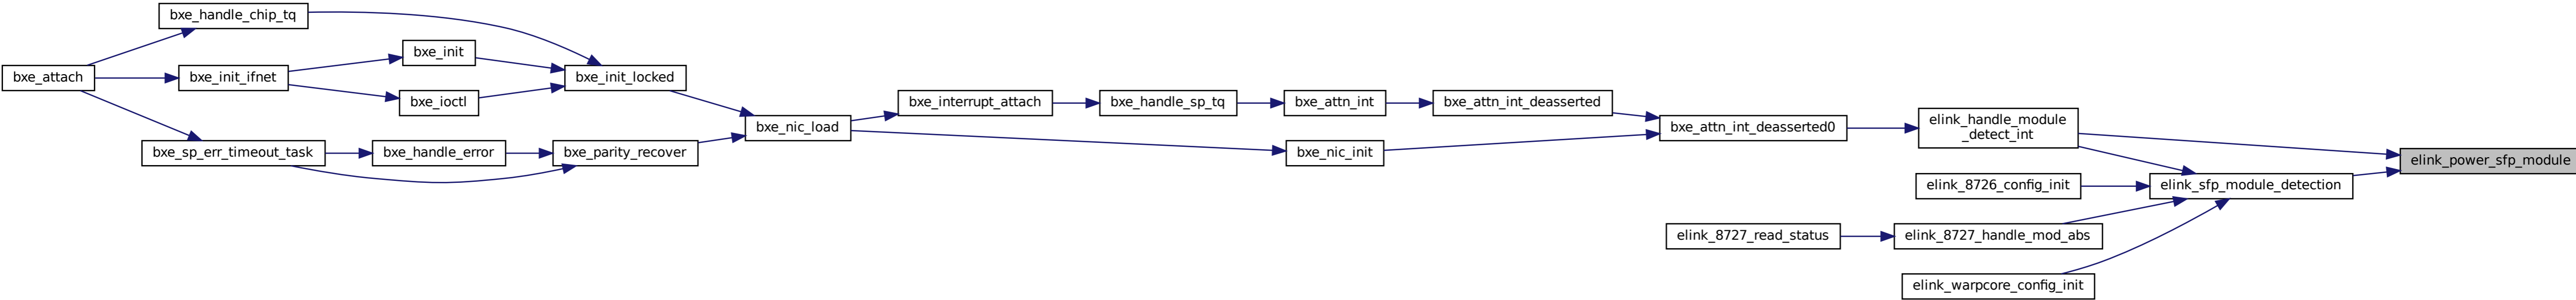 bxe_handle_chip_tq
bxe_init
bxe_attach
bxe_init_ifnet
bxe_init_locked
bxe_ioctl
bxe_interrupt_attach
bxe_handle_sp_tq
bxe_attn_int
bxe_attn_int_deasserted
bxe_nic_load
bxe_attn_int_deasserted0
elink_handle_module
_detect_int
bxe_sp_err_timeout_task
bxe_handle_error
bxe_parity_recover
bxe_nic_init
elink_power_sfp_module
elink_8726_config_init
elink_sfp_module_detection
elink_8727_read_status
elink_8727_handle_mod_abs
elink_warpcore_config_init